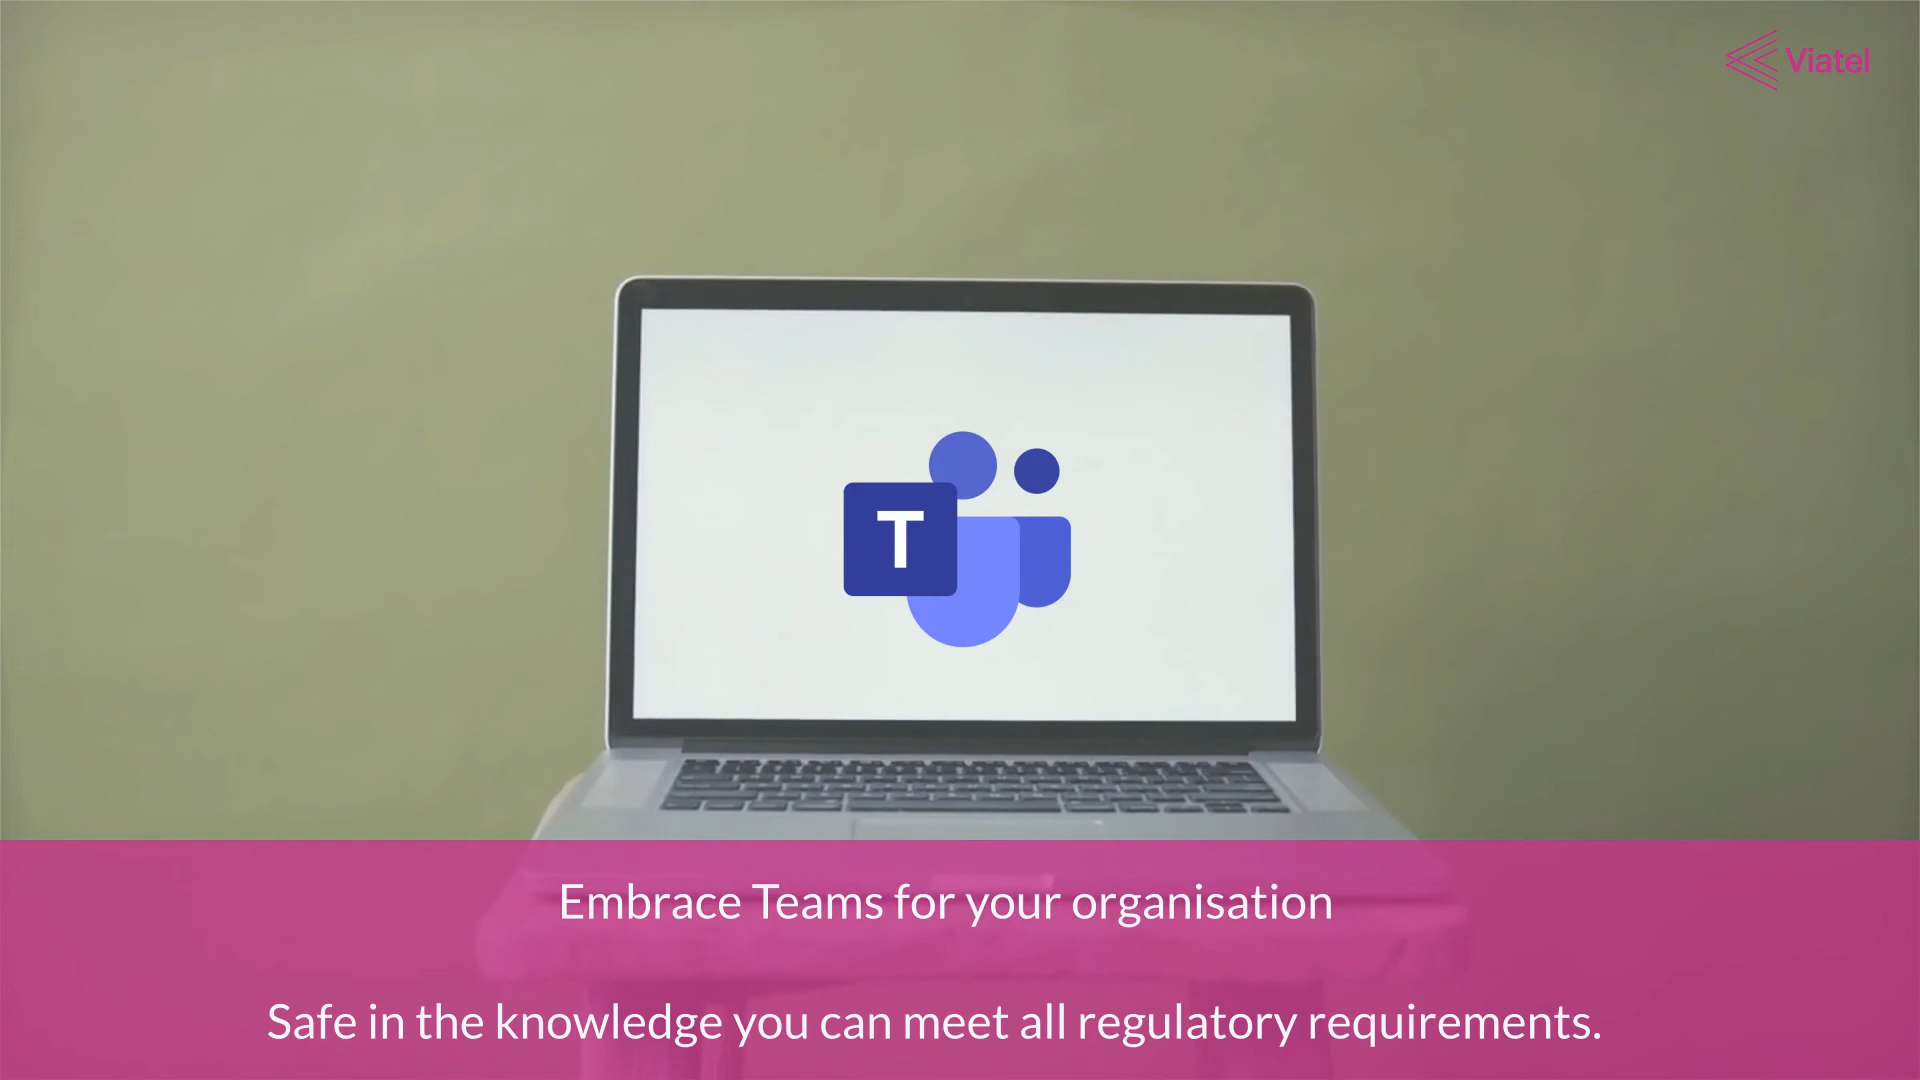 Viatel
T
Embrace Teams for your organisation
Safe in the knowledge you can meet all regulatory requirements.